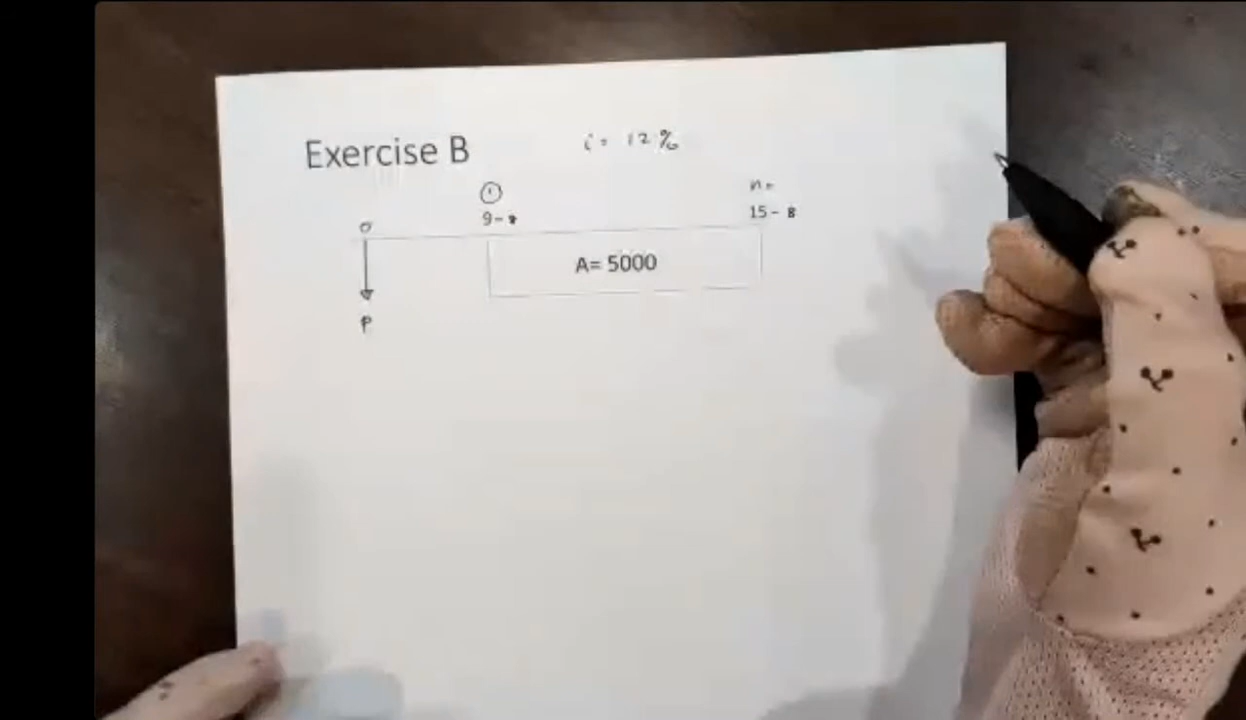 Exercise B
i = 12%
1
n =
9 - 8
15 - 8
0
A= 5000
P